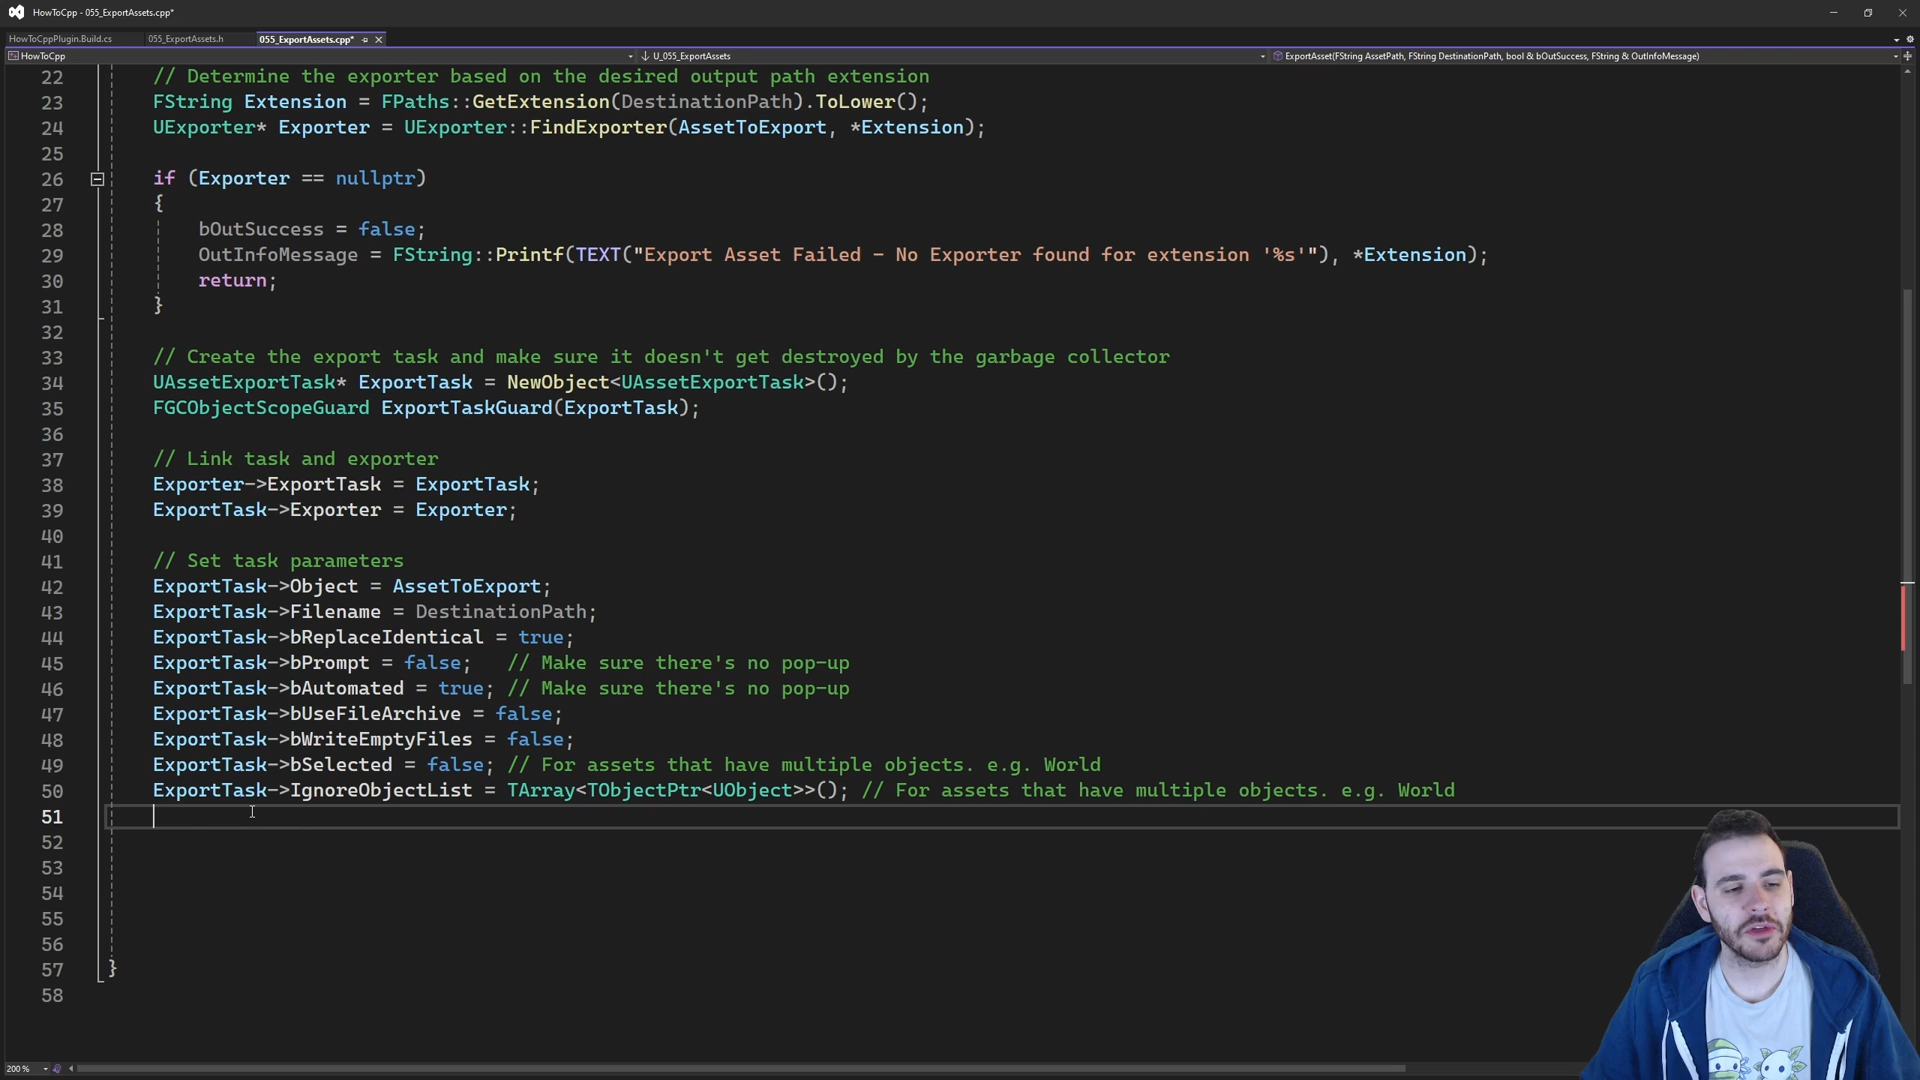 HowToCpp - 055_ExportAssets.cpp*
HowToCppPlugin.Build.cs 055_ExportAssets.h 055_ExportAssets.cpp*
HowToCpp U_055_ExportAssets ExportAsset(FString AssetPath, FString DestinationPath, bool & bOutSuccess, FString & OutInfoMessage)
22 // Determine the exporter based on the desired output path extension
23 FString Extension = FPaths::GetExtension(DestinationPath).ToLower();
24 UExporter* Exporter = UExporter::FindExporter(AssetToExport, *Extension);
25
26 if (Exporter == nullptr)
27 {
28 bOutSuccess = false;
29 OutInfoMessage = FString::Printf(TEXT("Export Asset Failed - No Exporter found for extension '%s'"), *Extension);
30 return;
31 }
32
33 // Create the export task and make sure it doesn't get destroyed by the garbage collector
34 UAssetExportTask* ExportTask = NewObject<UAssetExportTask>();
35 FGCObjectScopeGuard ExportTaskGuard(ExportTask);
36
37 // Link task and exporter
38 Exporter->ExportTask = ExportTask;
39 ExportTask->Exporter = Exporter;
40
41 // Set task parameters
42 ExportTask->Object = AssetToExport;
43 ExportTask->Filename = DestinationPath;
44 ExportTask->bReplaceIdentical = true;
45 ExportTask->bPrompt = false; // Make sure there's no pop-up
46 ExportTask->bAutomated = true; // Make sure there's no pop-up
47 ExportTask->bUseFileArchive = false;
48 ExportTask->bWriteEmptyFiles = false;
49 ExportTask->bSelected = false; // For assets that have multiple objects. e.g. World
50 ExportTask->IgnoreObjectList = TArray<TObjectPtr<UObject>>(); // For assets that have multiple objects. e.g. World
51
52
53
54
55
56
57 }
58
200 %